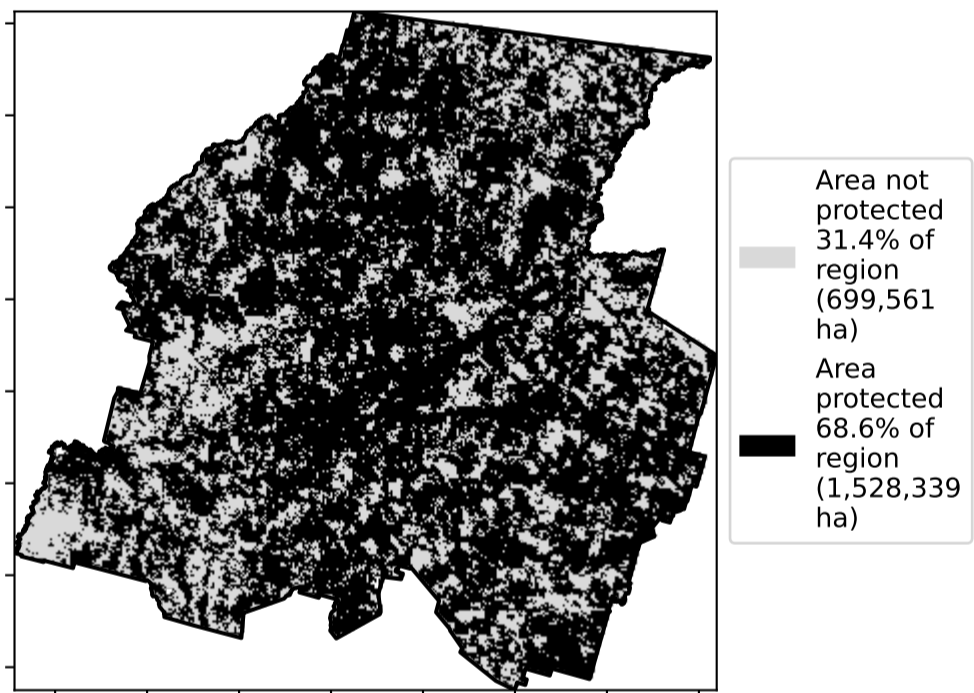 Area not
protected
31.4% of
region
(699,561
ha)
Area
protected
68.6% of
region
(1,528,339
ha)